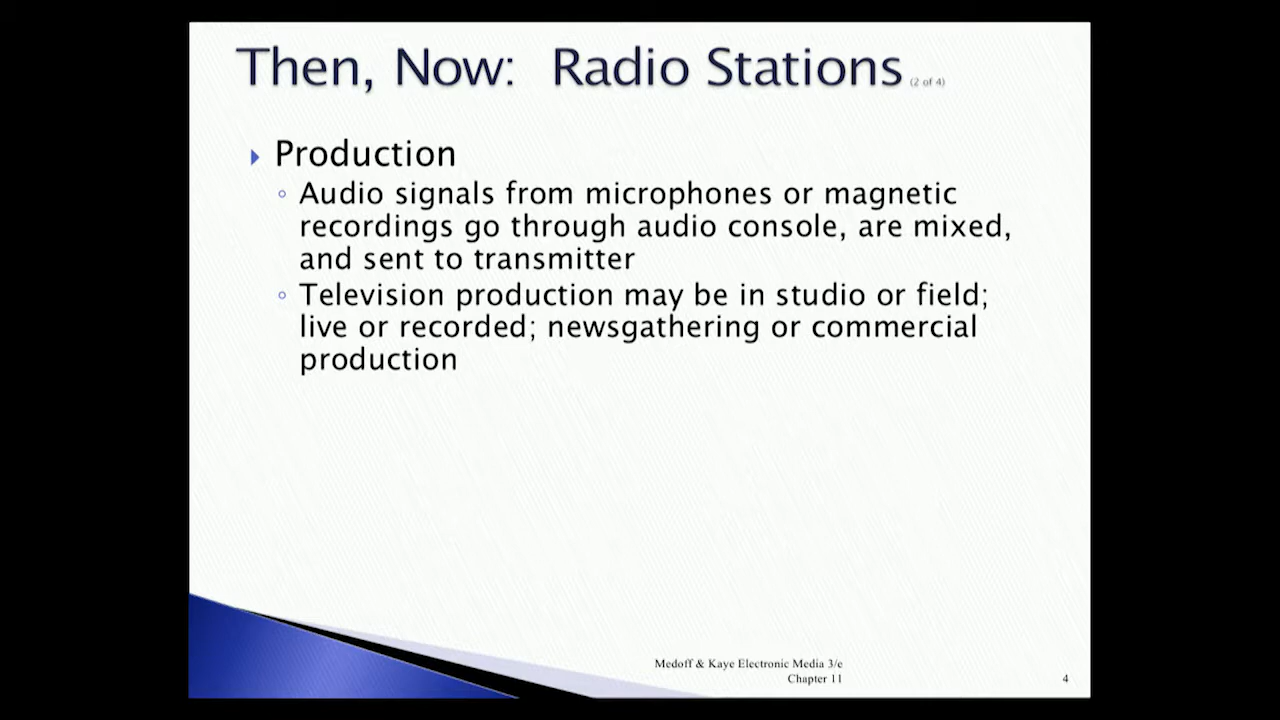 Then, Now: Radio Stations (2 of 4)
Production
Audio signals from microphones or magnetic
recordings go through audio console, are mixed,
and sent to transmitter
Television production may be in studio or field;
live or recorded; newsgathering or commercial
production
Medoff & Kaye Electronic Media 3/e
Chapter 11
4